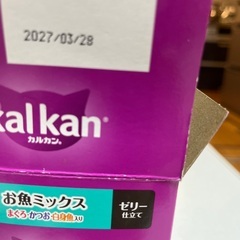 2027/03/28
kalkan®
カルカン®
お魚ミックス
まぐろ・かつお・白身魚入り
ゼリー
仕立て